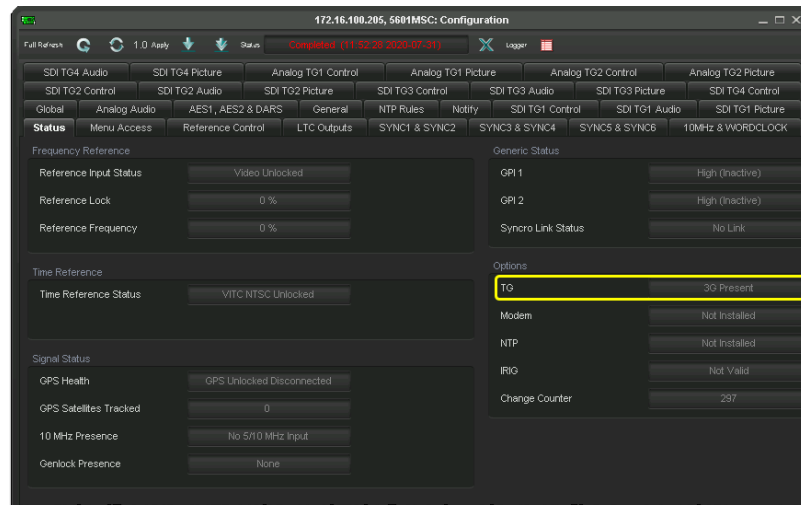 172.16.100.205, 5601MSC: Configuration
Full Refresh 1.0 Apply Status Completed (11:52:28 2020-07-31) Logger
SDI TG4 Audio SDI TG4 Picture Analog TG1 Control Analog TG1 Picture Analog TG2 Control Analog TG2 Picture
SDI TG2 Control SDI TG2 Audio SDI TG2 Picture SDI TG3 Control SDI TG3 Audio SDI TG3 Picture SDI TG4 Control
Global Analog Audio AES1, AES2 & DARS General NTP Rules Notify SDI TG1 Control SDI TG1 Audio SDI TG1 Picture
Status Menu Access Reference Control LTC Outputs SYNC1 & SYNC2 SYNC3 & SYNC4 SYNC5 & SYNC6 10MHz & WORDCLOCK
Frequency Reference
Reference Input Status Video Unlocked
Reference Lock 0 %
Reference Frequency 0 %
Time Reference
Time Reference Status VITC NTSC Unlocked
Signal Status
GPS Health GPS Unlocked Disconnected
GPS Satellites Tracked 0
10 MHz Presence No 5/10 MHz Input
Genlock Presence None
Generic Status
GPI 1 High (Inactive)
GPI 2 High (Inactive)
Syncro Link Status No Link
Options
TG 3G Present
Modem Not Installed
NTP Not Installed
IRIG Not Valid
Change Counter 297